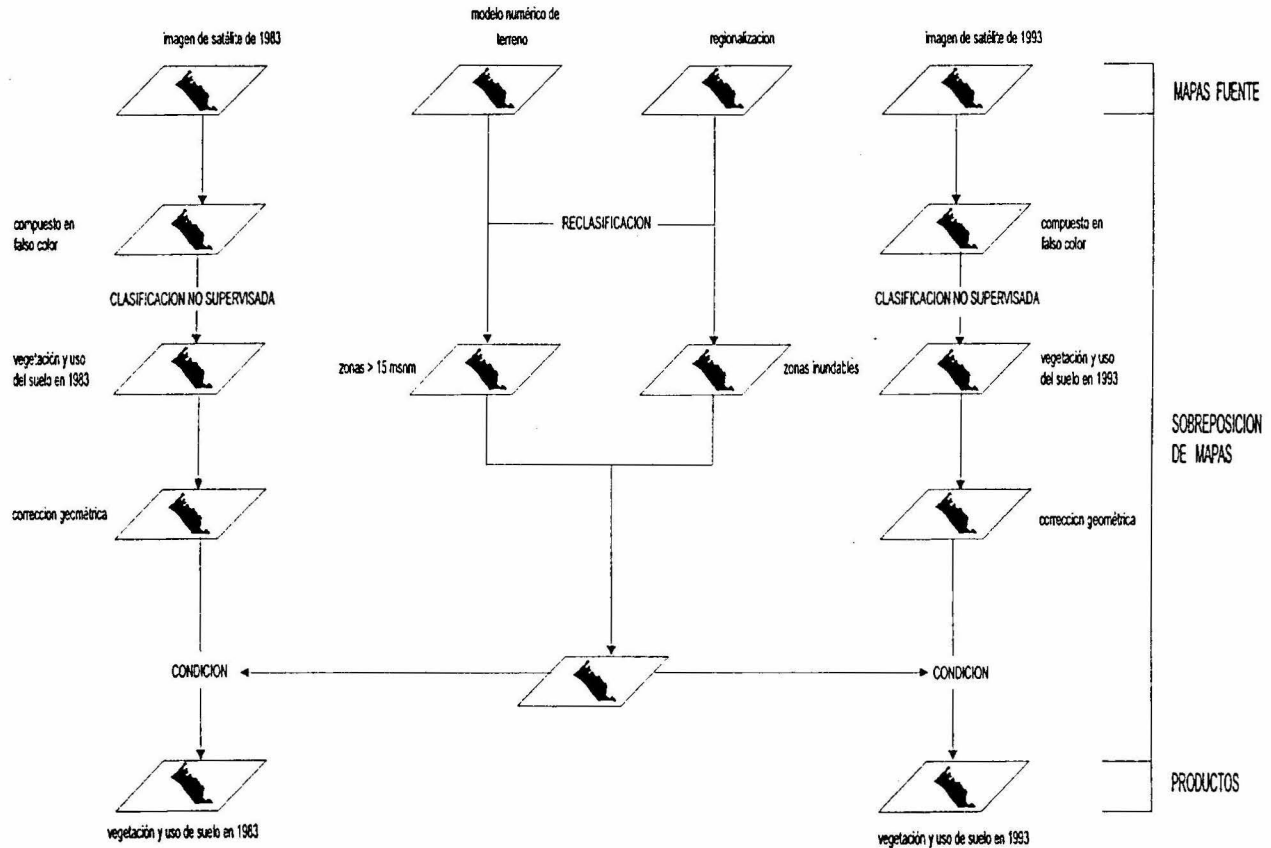 imagen de satélite de 1983
modelo numérico de
terreno
regionalizacion
imagen de satélite de 1993
MAPAS FUENTE
compuesto en
falso color
RECLASIFICACION
compuesto en
falso color
CLASIFICACION NO SUPERVISADA
CLASIFICACION NO SUPERVISADA
vegetación y uso
del suelo en 1983
zonas > 15 msnm
zonas inundables
vegetación y uso
del suelo en 1993
SOBREPOSICION
DE MAPAS
correccion geométrica
correccion geométrica
CONDICION
CONDICION
PRODUCTOS
vegetación y uso de suelo en 1983
vegetación y uso de suelo en 1993